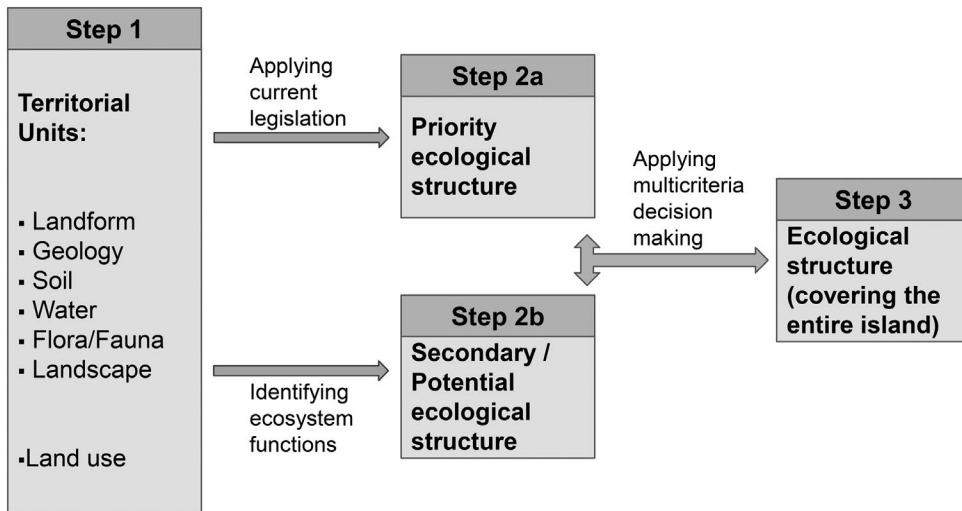 Step 1
Territorial
Units:
▪ Landform
▪ Geology
▪ Soil
▪ Water
▪ Flora/Fauna
▪ Landscape
▪Land use
Applying
current
legislation
Identifying
ecosystem
functions
Step 2a
Priority
ecological
structure
Step 2b
Secondary /
Potential
ecological
structure
Applying
multicriteria
decision
making
Step 3
Ecological
structure
(covering the
entire island)